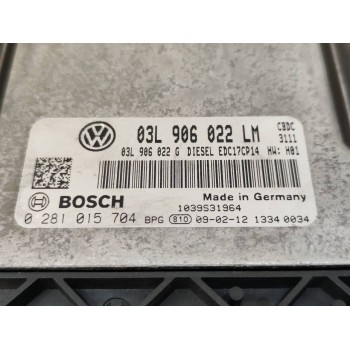 03L 906 022 LM CBDC
3111
03L 906 022 G DIESEL EDC17CP14 HW: H01
BOSCH Made in Germany
1039S31964
0 281 015 704 BPG 810 09-02-12 1334 0034